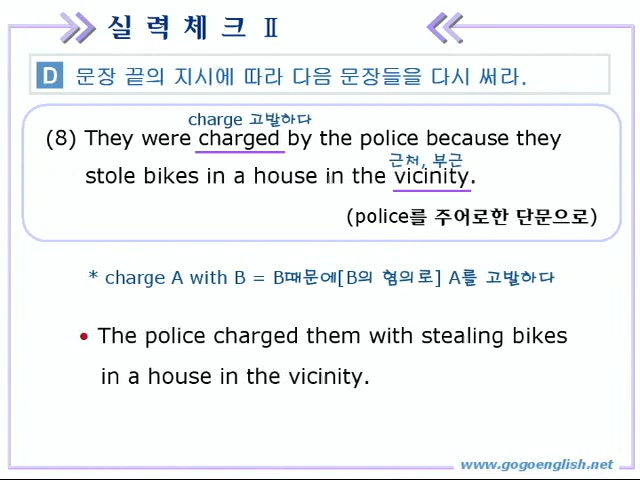 실 력 체 크 Ⅱ
D 문장 끝의 지시에 따라 다음 문장들을 다시 써라.
charge 고발하다
(8) They were charged by the police because they
근처, 부근
stole bikes in a house in the vicinity.
(police를 주어로한 단문으로)
* charge A with B = B때문에[B의 혐의로] A를 고발하다
• The police charged them with stealing bikes
in a house in the vicinity.
www.gogoenglish.net